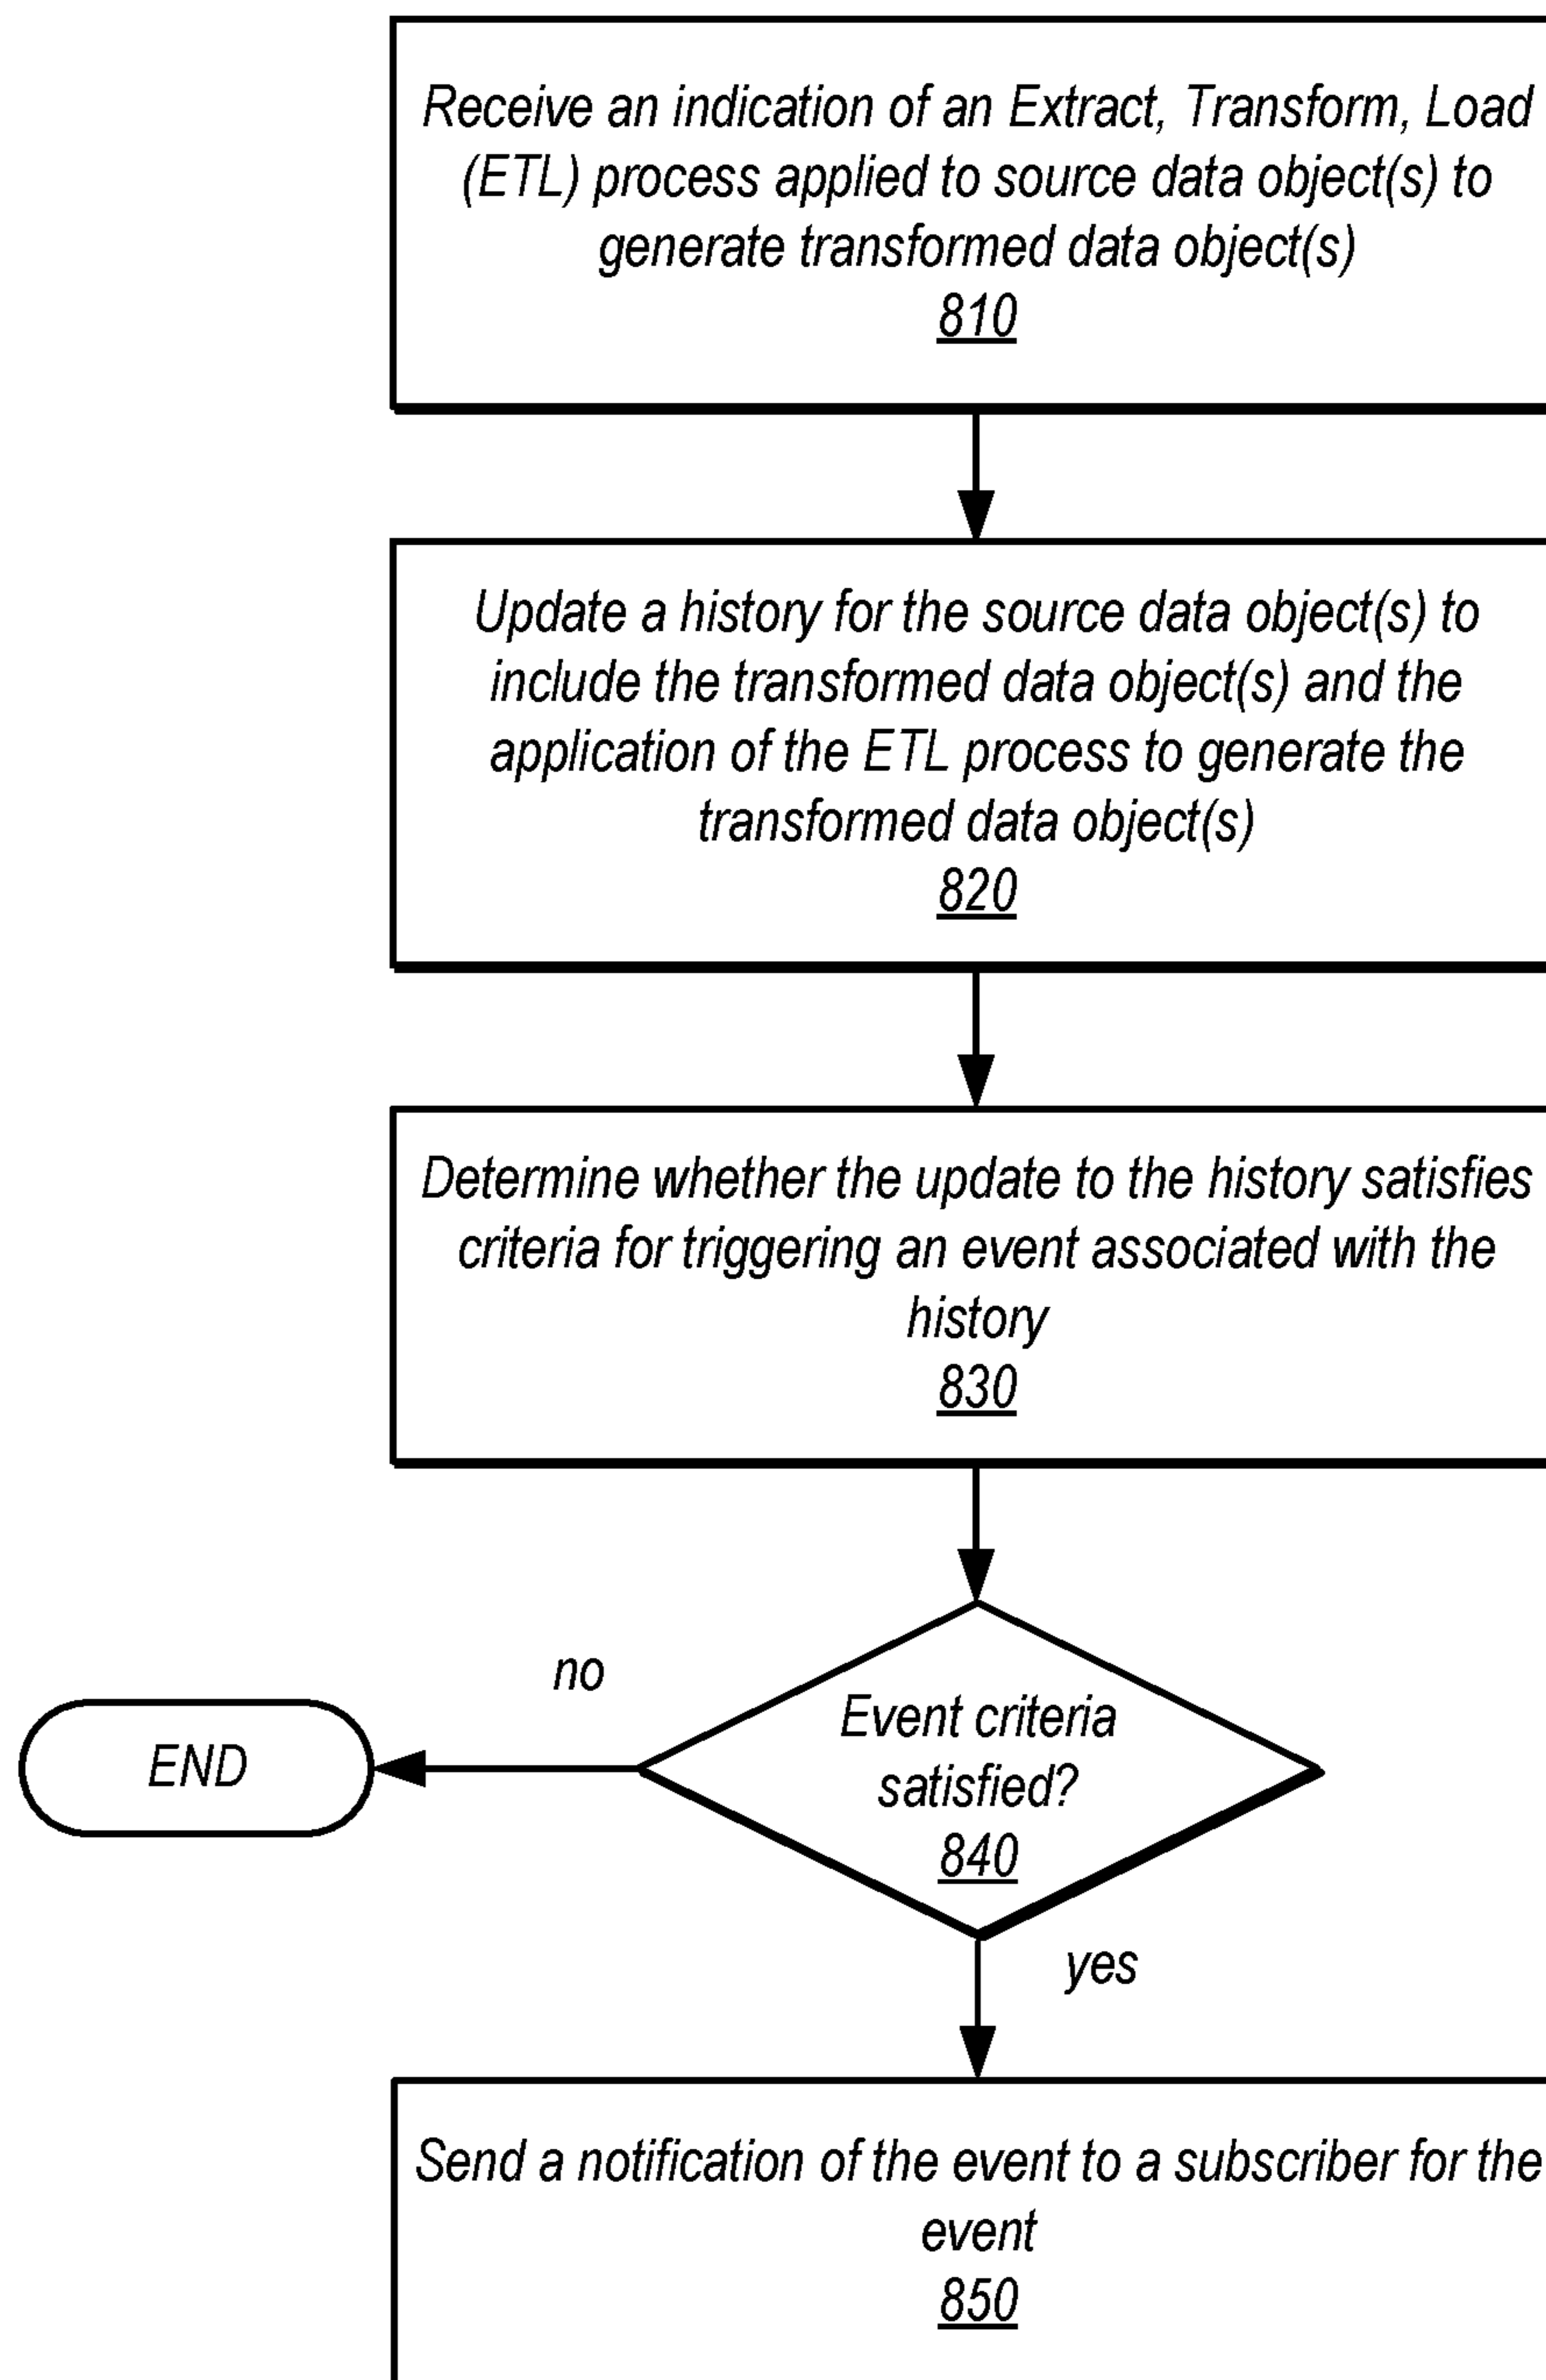 Receive an indication of an Extract, Transform, Load
(ETL) process applied to source data object(s) to
generate transformed data object(s)
810
Update a history for the source data object(s) to
include the transformed data object(s) and the
application of the ETL process to generate the
transformed data object(s)
820
Determine whether the update to the history satisfies
criteria for triggering an event associated with the
history
830
no
Event criteria
satisfied?
840
END
yes
Send a notification of the event to a subscriber for the
event
850